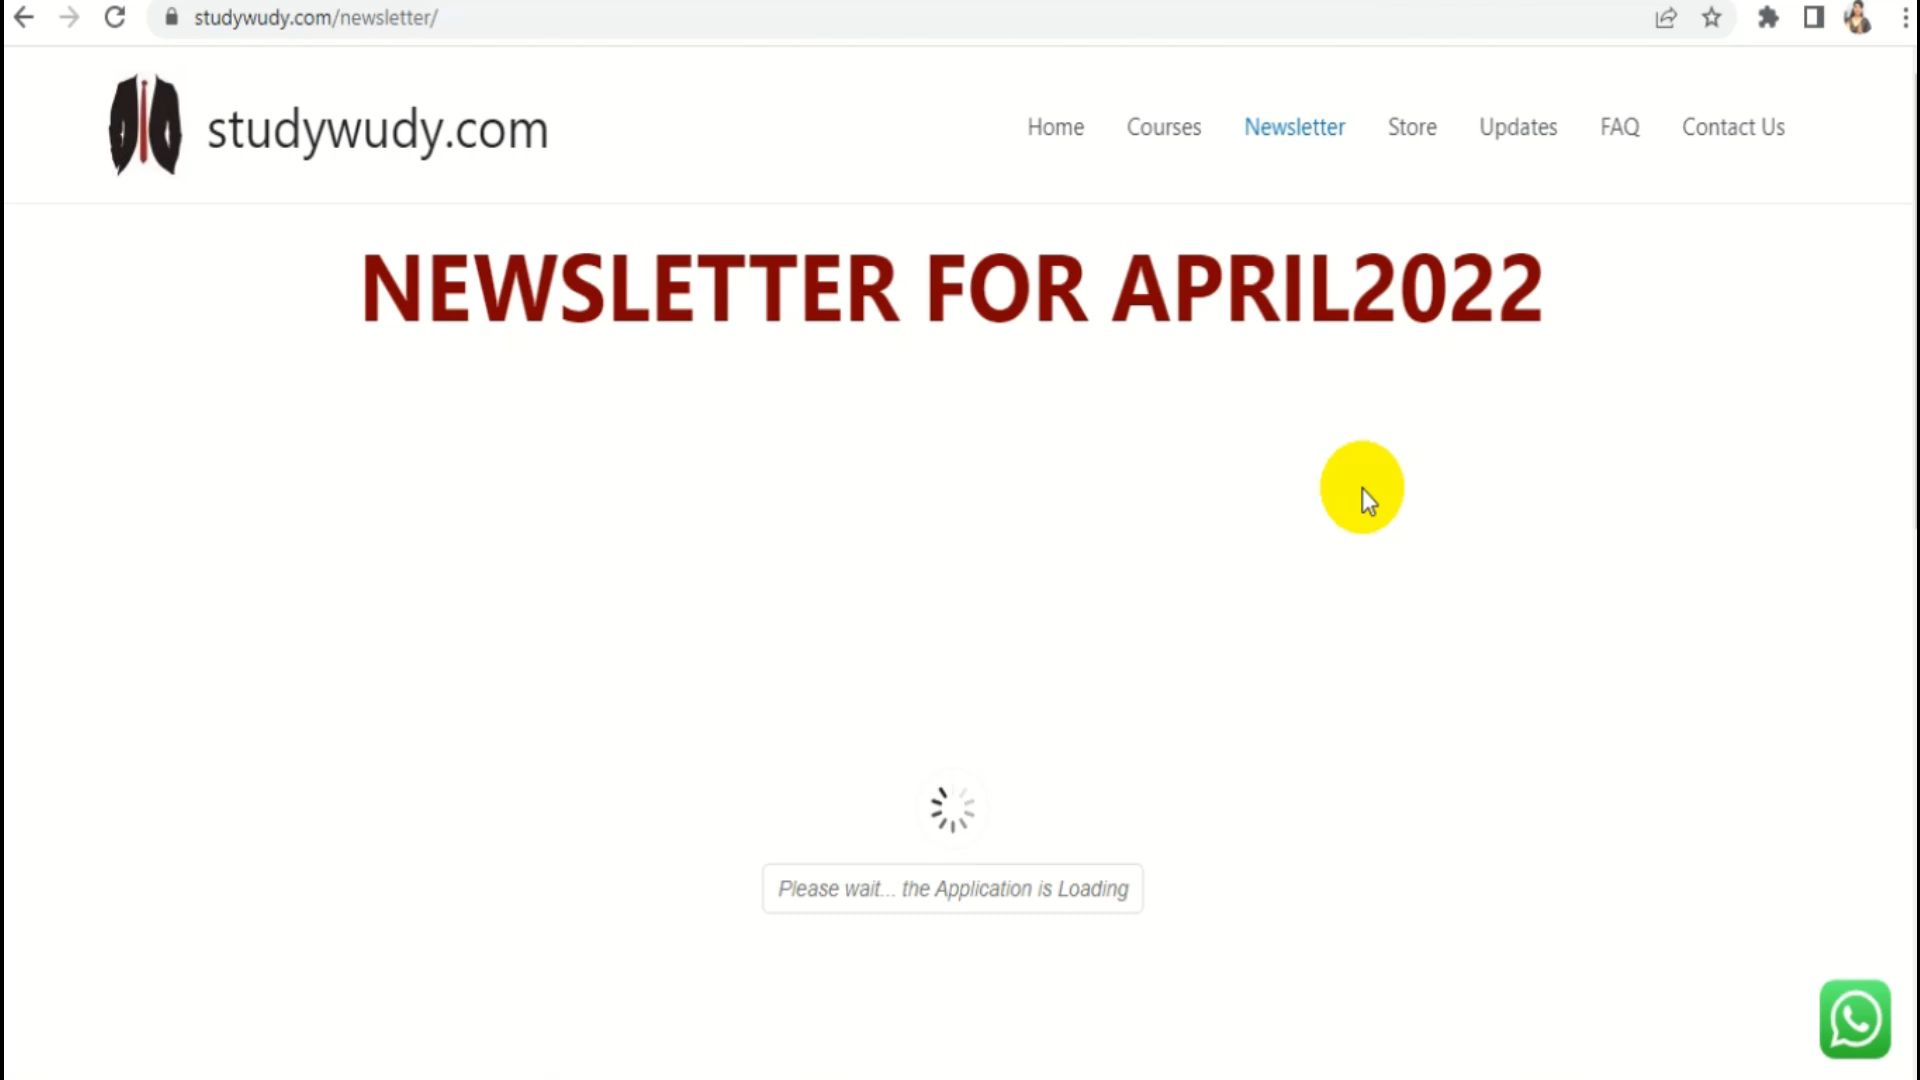 studywudy.com/newsletter/
studywudy.com
Home Courses Newsletter Store Updates FAQ Contact Us
NEWSLETTER FOR APRIL2022
Please wait... the Application is Loading